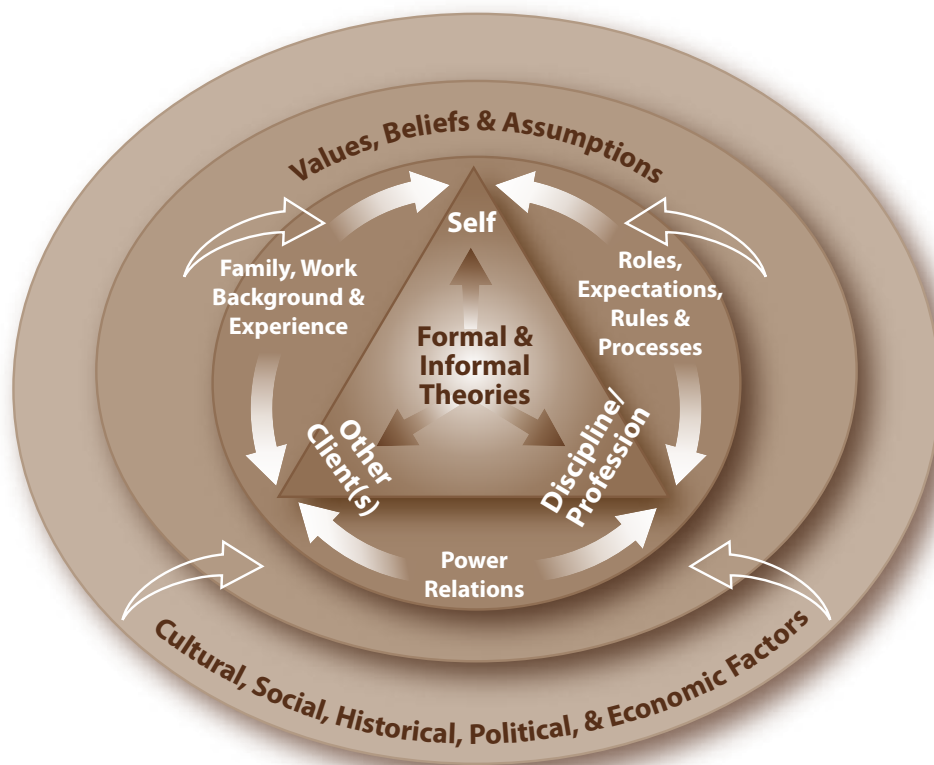 Values, Beliefs & Assumptions
Self
Family, Work
Background &
Experience
Roles,
Expectations,
Rules &
Processes
Formal &
Informal
Theories
Other
Client(s)
Discipline/
Profession
Power
Relations
Cultural, Social, Historical, Political, & Economic Factors